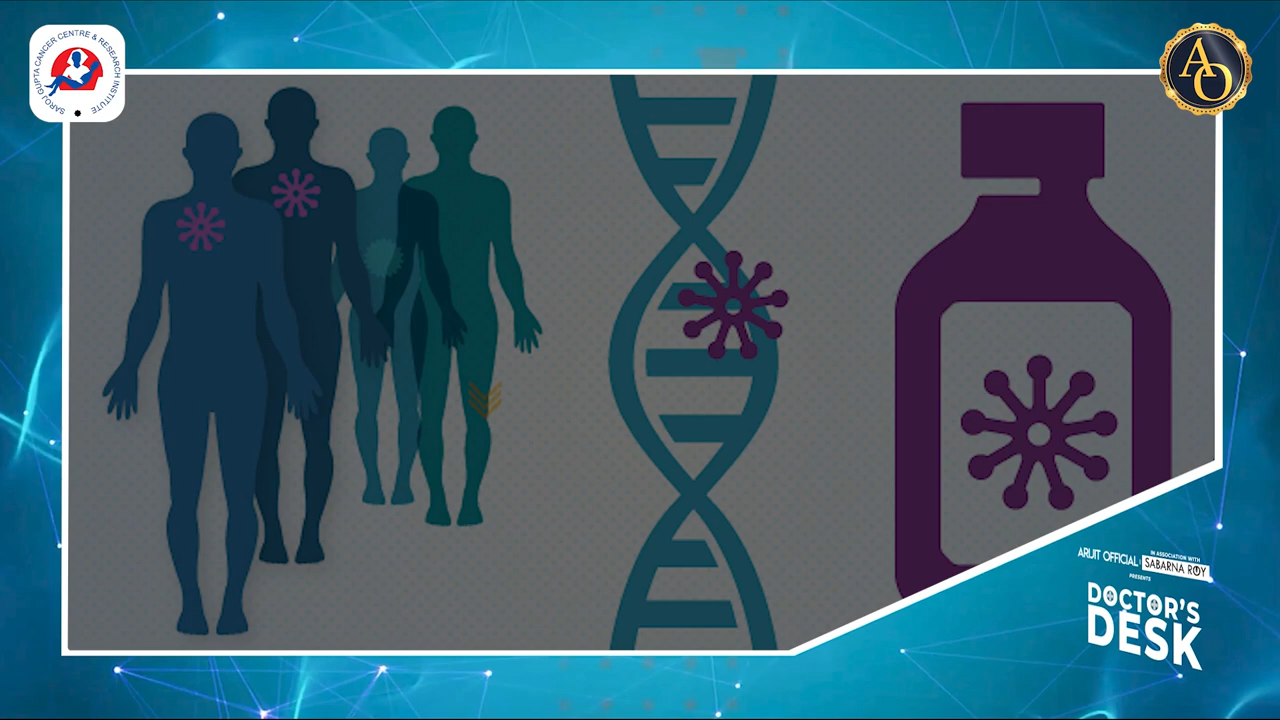 SAROJ GUPTA CANCER CENTRE & RESEARCH INSTITUTE
AO
ARIJIT OFFICIAL
IN ASSOCIATION WITH
SABARNA ROY
PRESENTS
DOCTOR'S
DESK